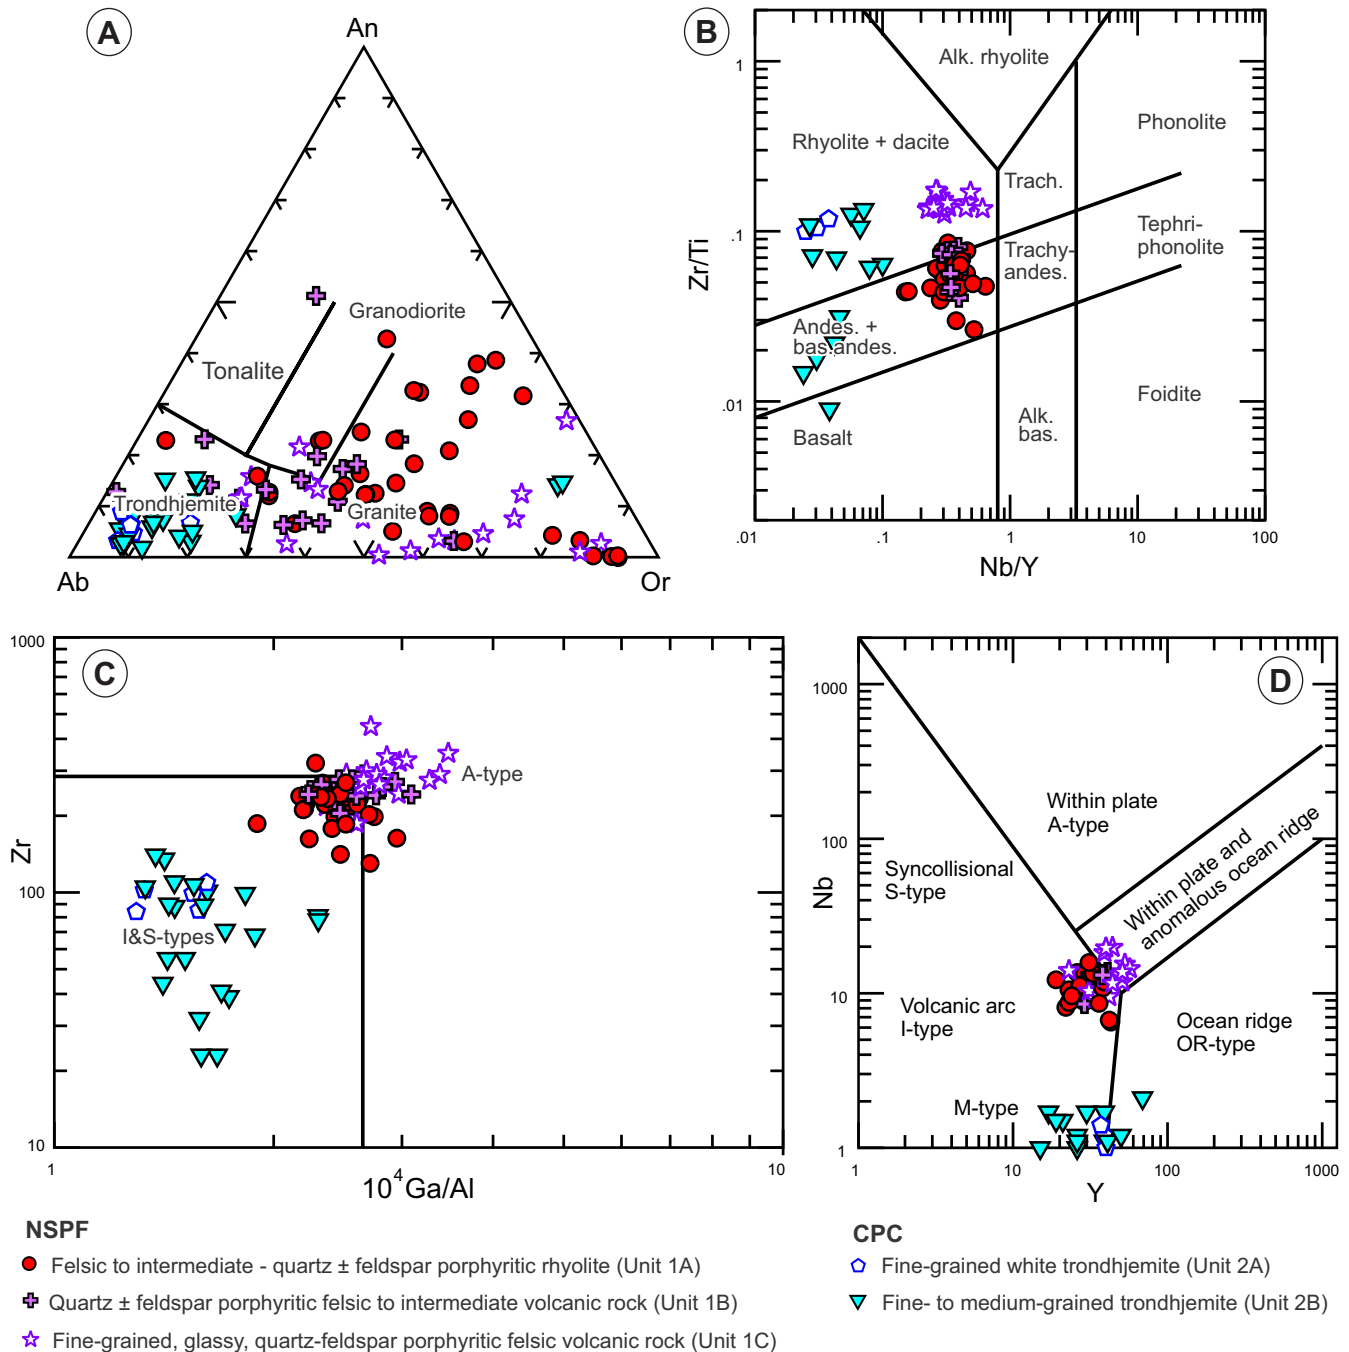 A
An
Granodiorite
Tonalite
Trondhjemite
Granite
Ab
Or
B
Alk. rhyolite
Phonolite
Rhyolite + dacite
Trach.
Tephri-
phonolite
Trachy-
andes.
Andes. +
bas.andes.
Foidite
Basalt
Alk.
bas.
Zr/Ti
1
.1
.01
.01
.1
1
10
100
Nb/Y
C
1000
100
10
Zr
A-type
I&S-types
1
10
10⁴Ga/Al
D
1000
100
10
1
Nb
Within plate
A-type
Within plate and
anomalous ocean ridge
Syncollisional
S-type
Volcanic arc
I-type
Ocean ridge
OR-type
M-type
1
10
100
1000
Y
NSPF
Felsic to intermediate - quartz ± feldspar porphyritic rhyolite (Unit 1A)
Quartz ± feldspar porphyritic felsic to intermediate volcanic rock (Unit 1B)
Fine-grained, glassy, quartz-feldspar porphyritic felsic volcanic rock (Unit 1C)
CPC
Fine-grained white trondhjemite (Unit 2A)
Fine- to medium-grained trondhjemite (Unit 2B)